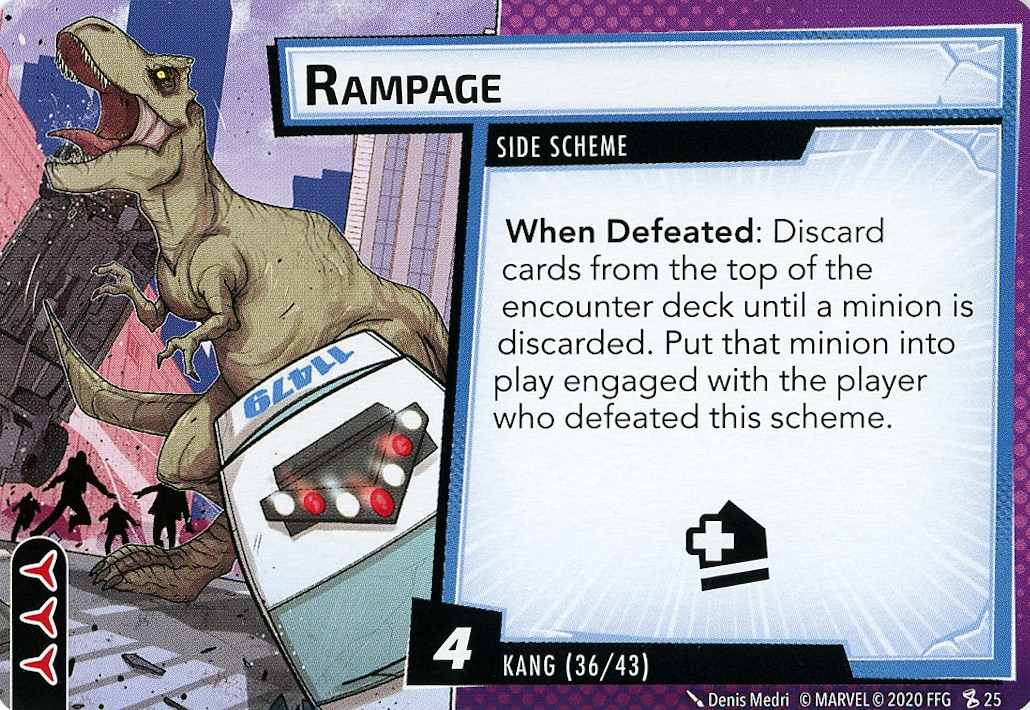 RAMPAGE
SIDE SCHEME
When Defeated: Discard
cards from the top of the
encounter deck until a minion is
discarded. Put that minion into
play engaged with the player
who defeated this scheme.
11479
4
KANG (36/43)
Denis Medri © MARVEL © 2020 FFG 25